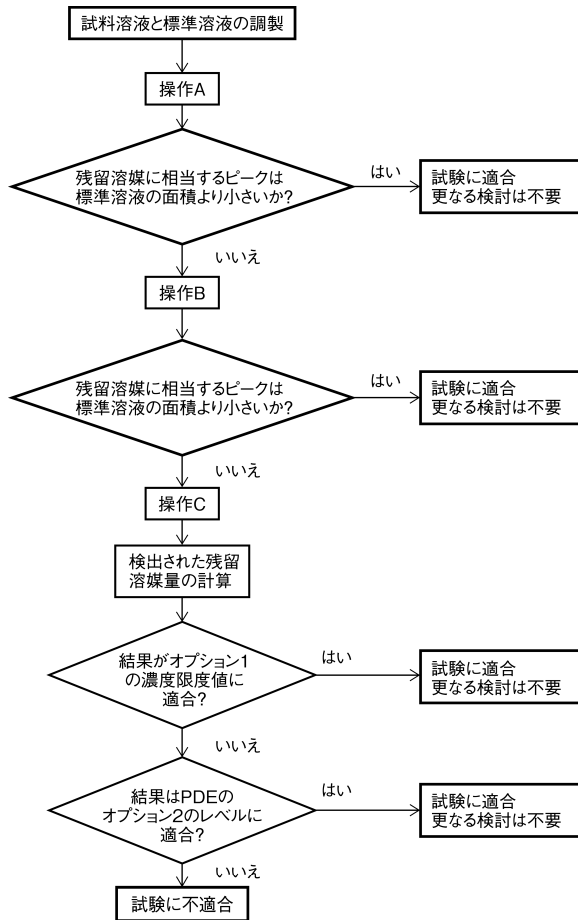 試料溶液と標準溶液の調製
操作A
残留溶媒に相当するピークは
標準溶液の面積より小さいか?
はい
試験に適合
更なる検討は不要
いいえ
操作B
残留溶媒に相当するピークは
標準溶液の面積より小さいか?
はい
試験に適合
更なる検討は不要
いいえ
操作C
検出された残留
溶媒量の計算
結果がオプション1
の濃度限度値に
適合?
はい
試験に適合
更なる検討は不要
いいえ
結果はPDEの
オプション2のレベルに
適合?
はい
試験に適合
更なる検討は不要
いいえ
試験に不適合